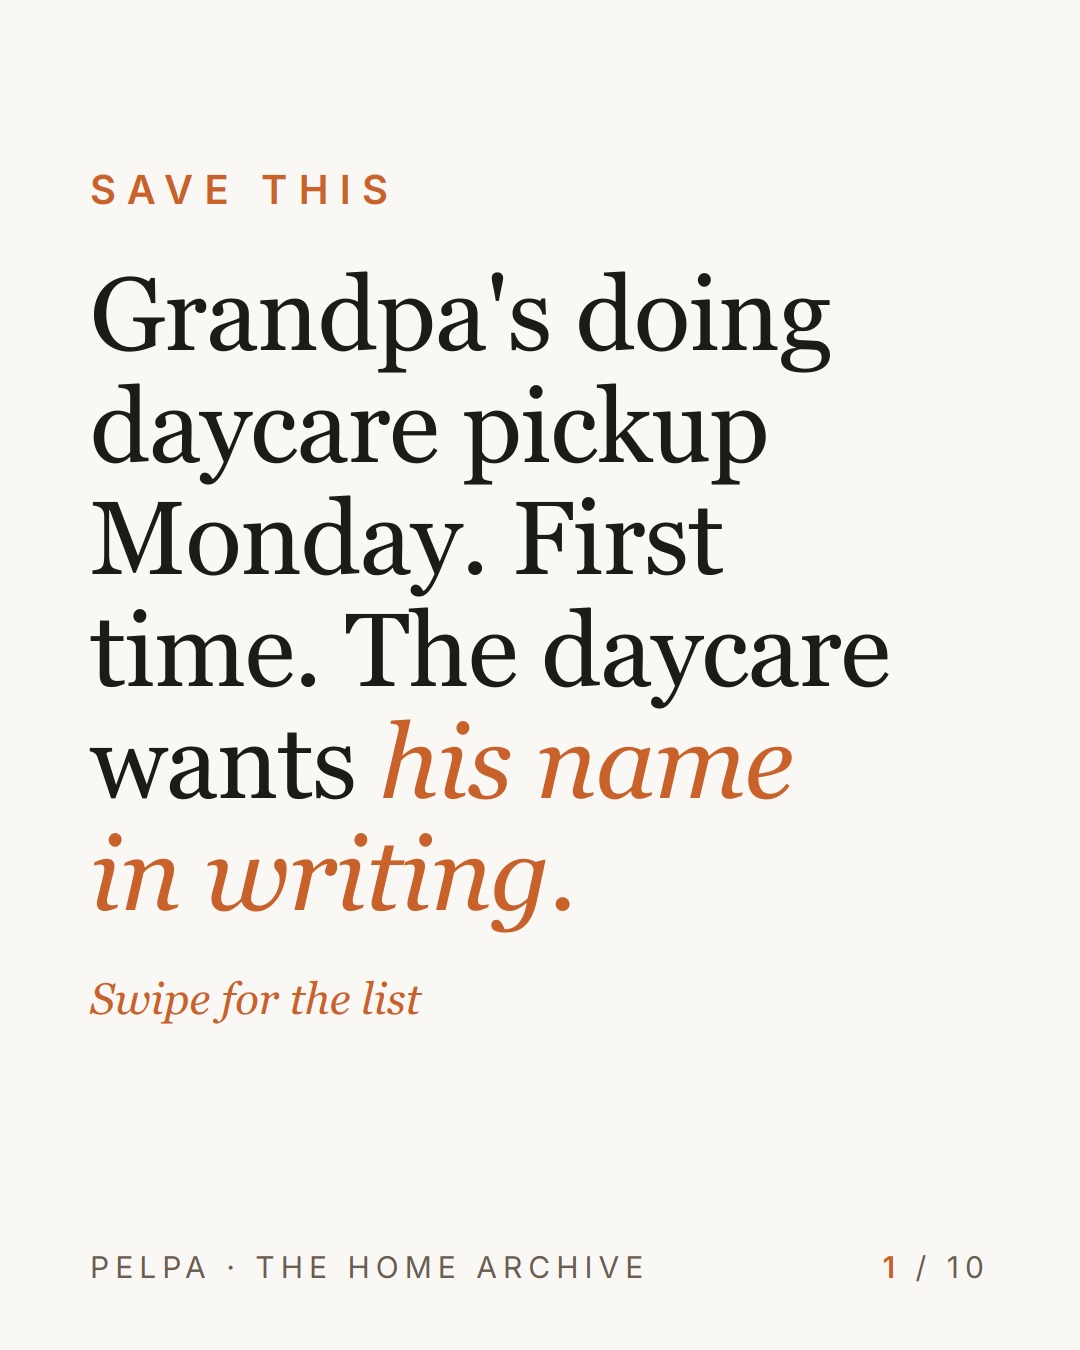 SAVE THIS
Grandpa's doing
daycare pickup
Monday. First
time. The daycare
wants his name
in writing.
Swipe for the list
PELPA · THE HOME ARCHIVE
1 / 10